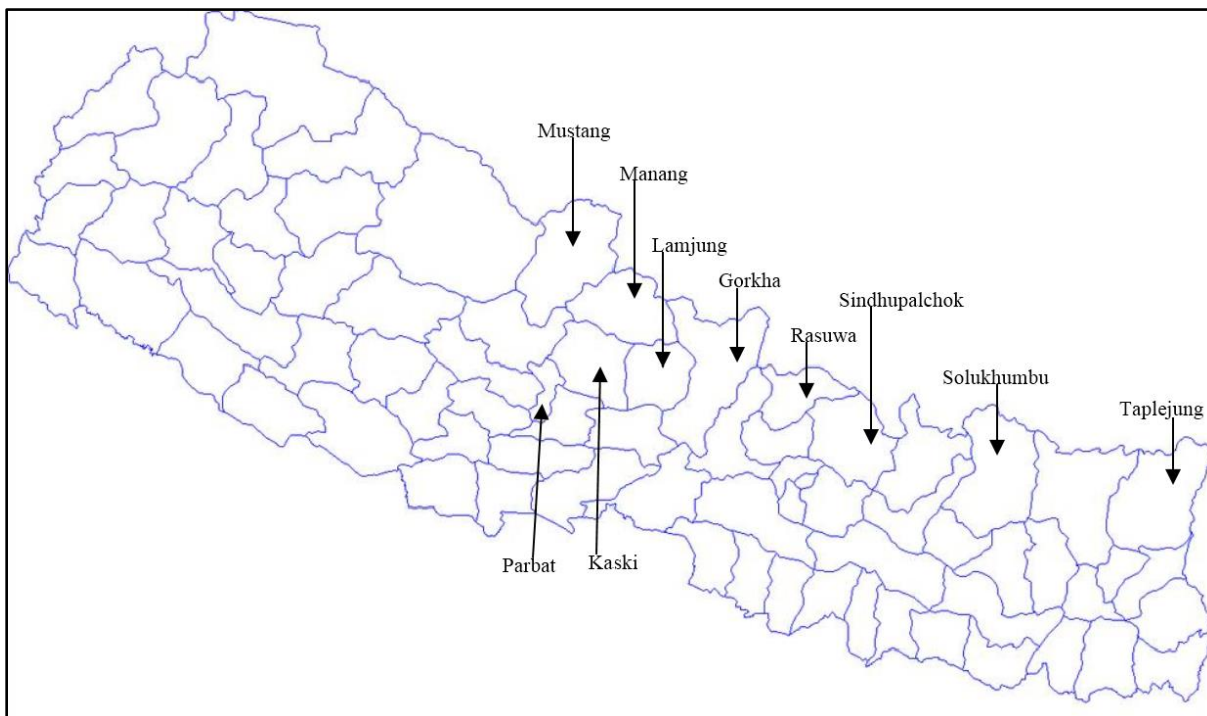 Mustang
Manang
Lamjung
Gorkha
Sindhupalchok
Rasuwa
Solukhumbu
Taplejung
Parbat
Kaski